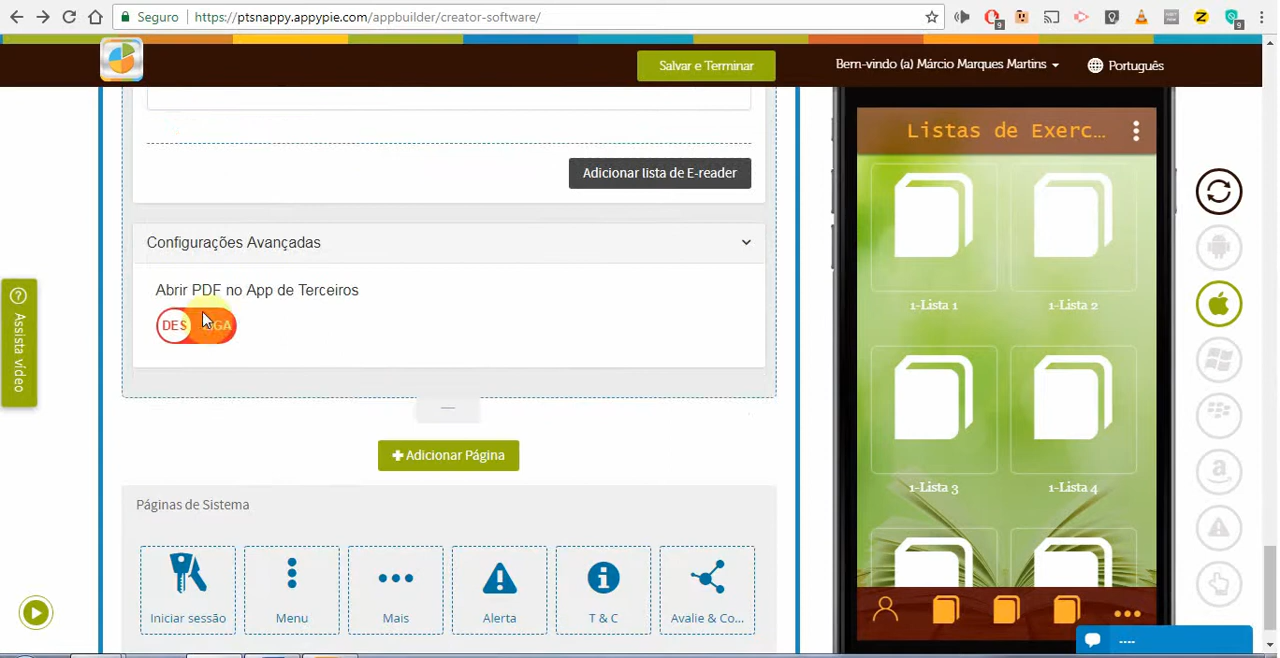 Seguro
https://ptsnappy.appypie.com/appbuilder/creator-software/
9
9
Salvar e Terminar
Bem-vindo (a) Márcio Marques Martins
Português
Adicionar lista de E-reader
Configurações Avançadas
Abrir PDF no App de Terceiros
DES
Adicionar Página
Páginas de Sistema
Iniciar sessão
Menu
Mais
Alerta
T & C
Avalie & Co...
Assista vídeo
Listas de Exerc...
1-Lista 1
1-Lista 2
1-Lista 3
1-Lista 4
----